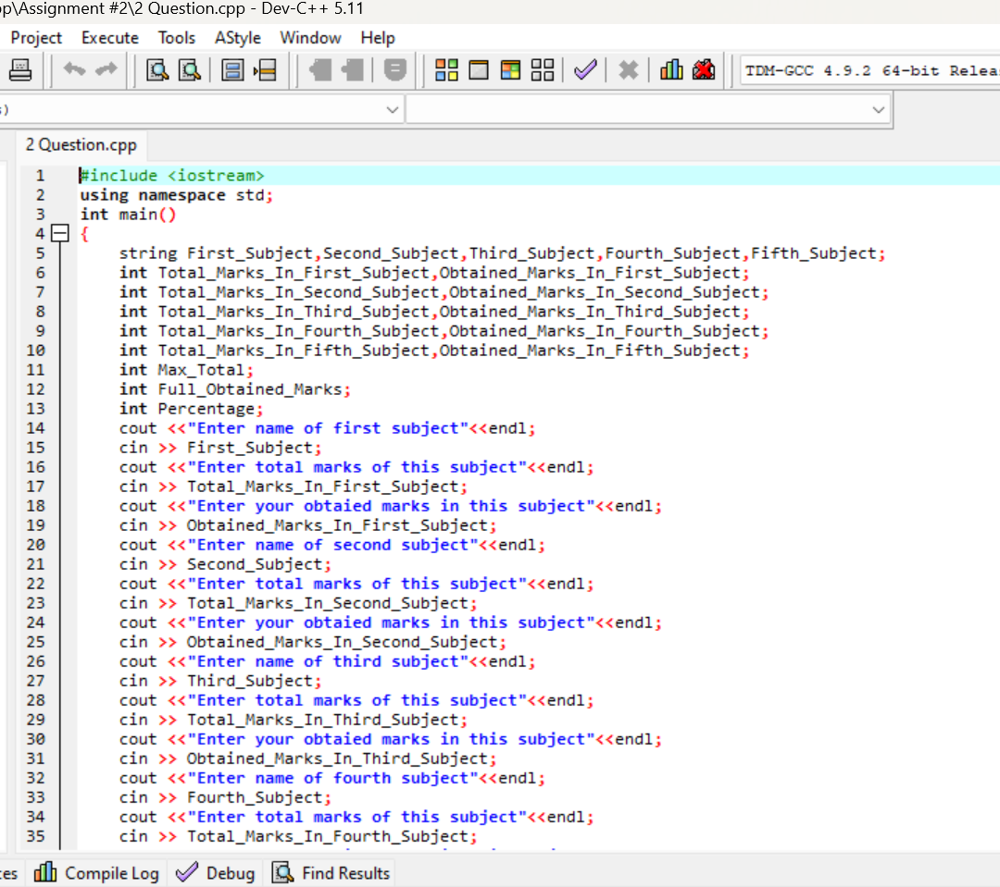 op\Assignment #2\2 Question.cpp - Dev-C++ 5.11
Project Execute Tools AStyle Window Help
TDM-GCC 4.9.2 64-bit Relea
2 Question.cpp
1 #include <iostream>
2 using namespace std;
3 int main()
4 {
5 string First_Subject,Second_Subject,Third_Subject,Fourth_Subject,Fifth_Subject;
6 int Total_Marks_In_First_Subject,Obtained_Marks_In_First_Subject;
7 int Total_Marks_In_Second_Subject,Obtained_Marks_In_Second_Subject;
8 int Total_Marks_In_Third_Subject,Obtained_Marks_In_Third_Subject;
9 int Total_Marks_In_Fourth_Subject,Obtained_Marks_In_Fourth_Subject;
10 int Total_Marks_In_Fifth_Subject,Obtained_Marks_In_Fifth_Subject;
11 int Max_Total;
12 int Full_Obtained_Marks;
13 int Percentage;
14 cout <<"Enter name of first subject"<<endl;
15 cin >> First_Subject;
16 cout <<"Enter total marks of this subject"<<endl;
17 cin >> Total_Marks_In_First_Subject;
18 cout <<"Enter your obtaied marks in this subject"<<endl;
19 cin >> Obtained_Marks_In_First_Subject;
20 cout <<"Enter name of second subject"<<endl;
21 cin >> Second_Subject;
22 cout <<"Enter total marks of this subject"<<endl;
23 cin >> Total_Marks_In_Second_Subject;
24 cout <<"Enter your obtaied marks in this subject"<<endl;
25 cin >> Obtained_Marks_In_Second_Subject;
26 cout <<"Enter name of third subject"<<endl;
27 cin >> Third_Subject;
28 cout <<"Enter total marks of this subject"<<endl;
29 cin >> Total_Marks_In_Third_Subject;
30 cout <<"Enter your obtaied marks in this subject"<<endl;
31 cin >> Obtained_Marks_In_Third_Subject;
32 cout <<"Enter name of fourth subject"<<endl;
33 cin >> Fourth_Subject;
34 cout <<"Enter total marks of this subject"<<endl;
35 cin >> Total_Marks_In_Fourth_Subject;
ces Compile Log Debug Find Results